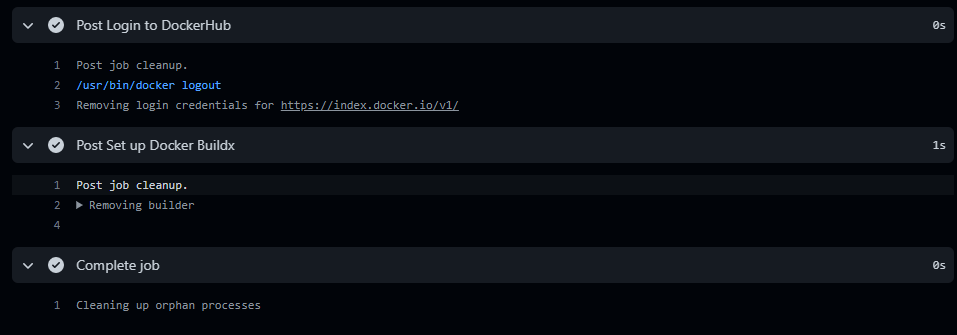 Post Login to DockerHub 0s
1 Post job cleanup.
2 /usr/bin/docker logout
3 Removing login credentials for https://index.docker.io/v1/
Post Set up Docker Buildx 1s
1 Post job cleanup.
2 Removing builder
4
Complete job 0s
1 Cleaning up orphan processes